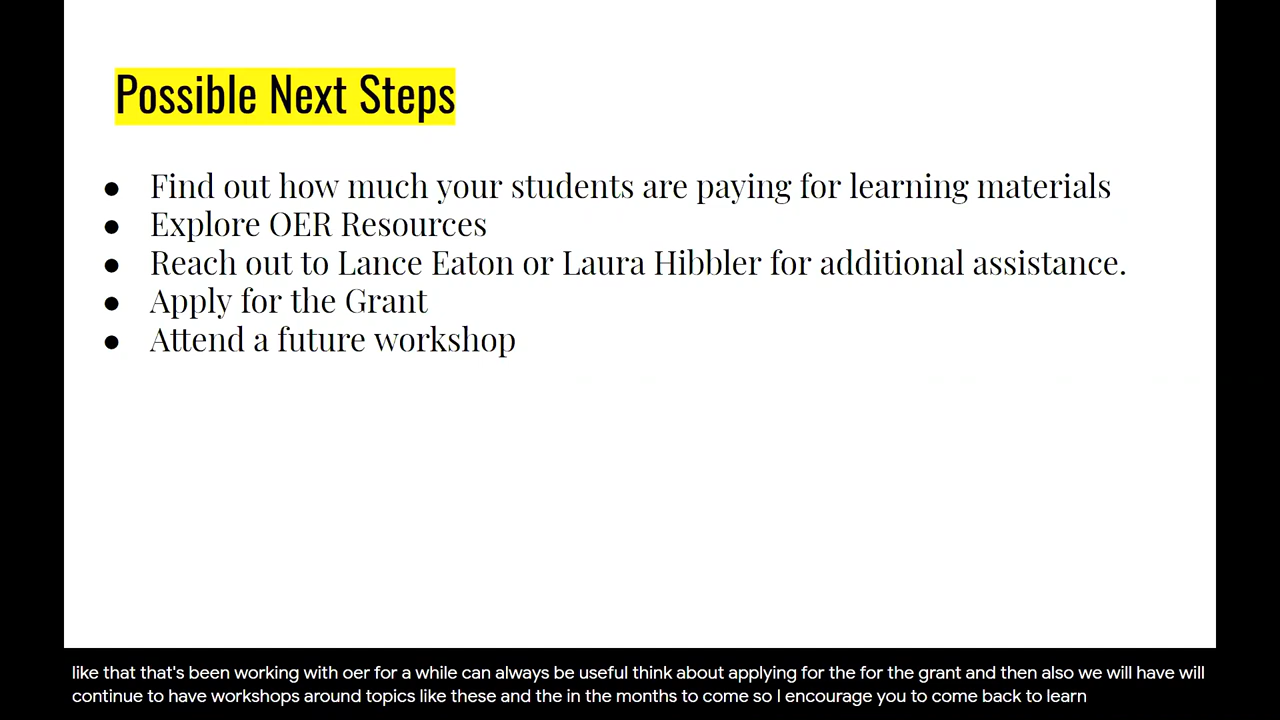 Possible Next Steps
● Find out how much your students are paying for learning materials
● Explore OER Resources
● Reach out to Lance Eaton or Laura Hibbler for additional assistance.
● Apply for the Grant
● Attend a future workshop
like that that's been working with oer for a while can always be useful think about applying for the for the grant and then also we will have will
continue to have workshops around topics like these and the in the months to come so I encourage you to come back to learn